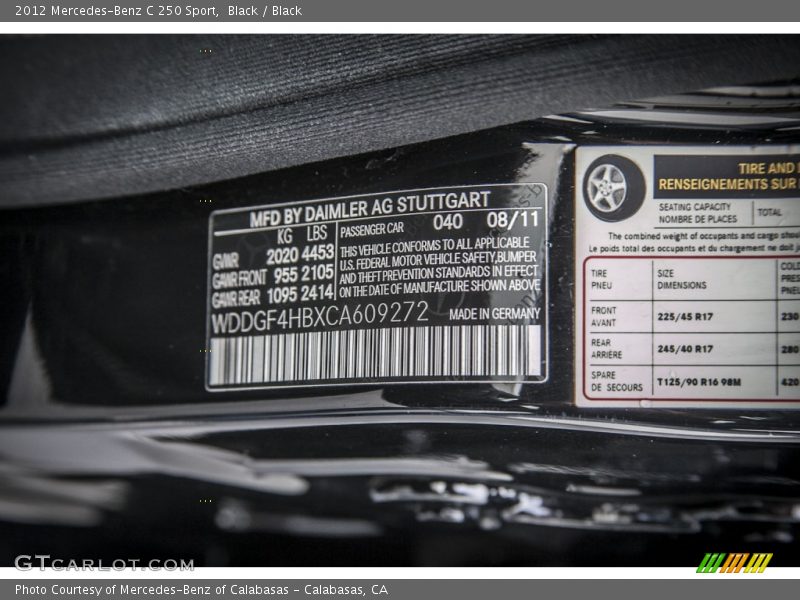 2012 Mercedes-Benz C 250 Sport, Black / Black
MFD BY DAIMLER AG STUTTGART
KG LBS
GVWR 2020 4453
GAWR FRONT 955 2105
GAWR REAR 1095 2414
PASSENGER CAR 040 08/11
THIS VEHICLE CONFORMS TO ALL APPLICABLE
U.S. FEDERAL MOTOR VEHICLE SAFETY,BUMPER
AND THEFT PREVENTION STANDARDS IN EFFECT
ON THE DATE OF MANUFACTURE SHOWN ABOVE
WDDGF4HBXCA609272 MADE IN GERMANY
TIRE AND
RENSEIGNEMENTS SUR
SEATING CAPACITY
NOMBRE DE PLACES
TOTAL
The combined weight of occupants and cargo
Le poids total des occupants et du chargement ne doit
TIRE
PNEU
SIZE
DIMENSIONS
FRONT
AVANT
225/45 R17
230
REAR
ARRIÈRE
245/40 R17
280
SPARE
DE SECOURS
T125/90 R16 98M
420
GTCARLOT.COM
Photo Courtesy of Mercedes-Benz of Calabasas - Calabasas, CA